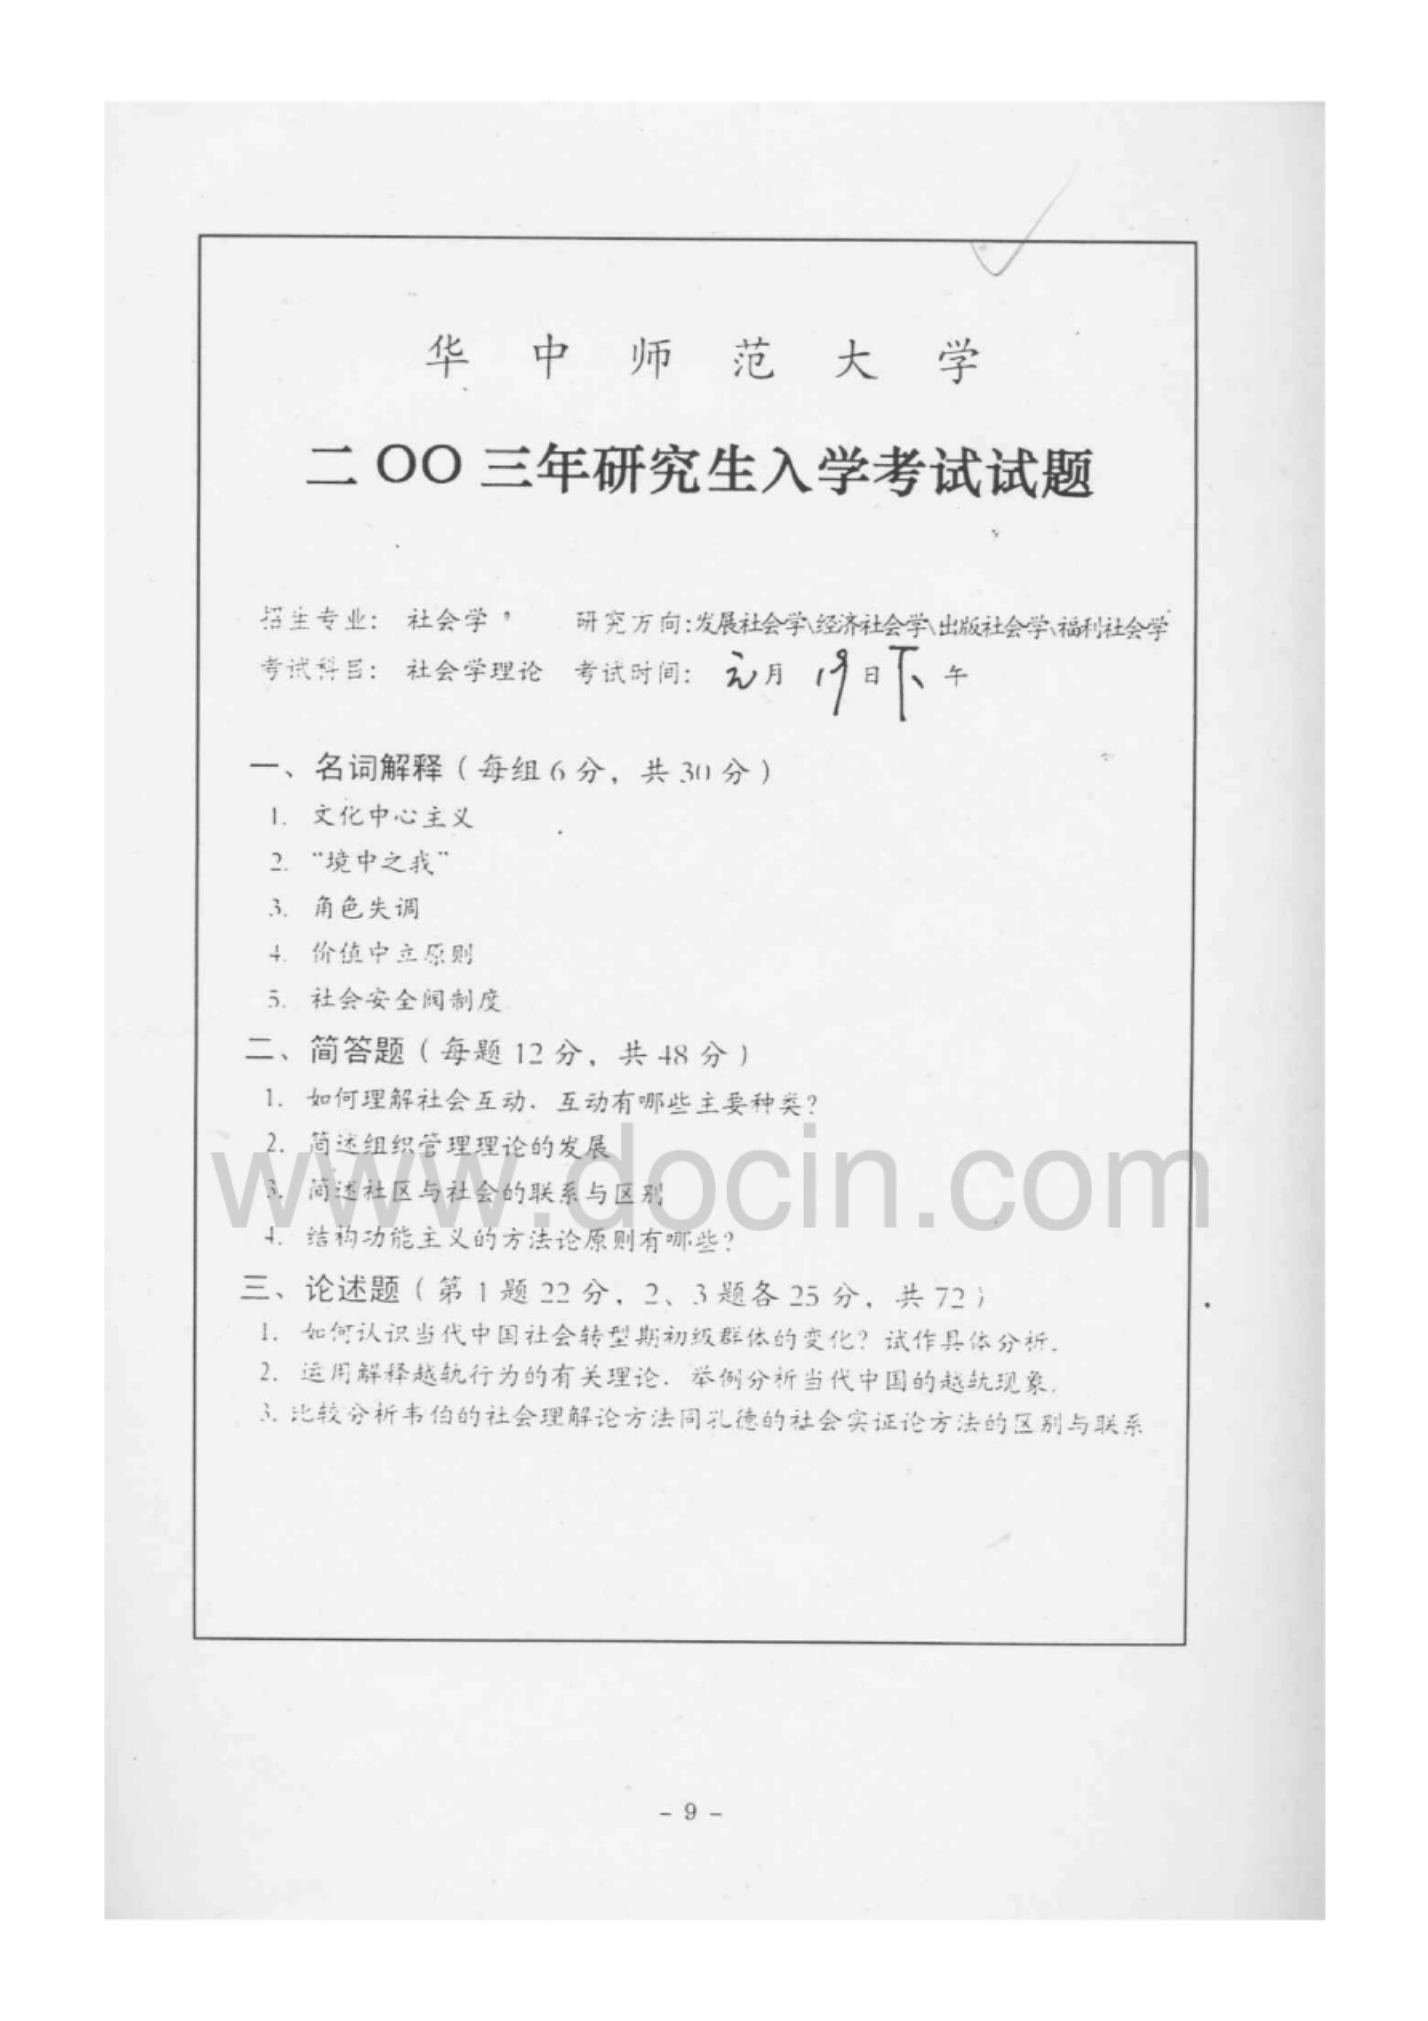 华中师范大学
二OO三年研究生入学考试试题
招生专业: 社会学, 研究方向:发展社会学\经济社会学\出版社会学\福利社会学
考试科目: 社会学理论 考试时间: 元月19日下午
一、名词解释(每组6分,共30分)
1. 文化中心主义
2. "境中之我"
3. 角色失调
4. 价值中立原则
5. 社会安全阀制度
二、简答题(每题12分,共48分)
1. 如何理解社会互动.互动有哪些主要种类?
2. 简述组织管理理论的发展
3. 简述社区与社会的联系与区别
4. 结构功能主义的方法论原则有哪些?
三、论述题(第1题22分,2、3题各25分,共72)
1. 如何认识当代中国社会转型期初级群体的变化?试作具体分析.
2. 运用解释越轨行为的有关理论.举例分析当代中国的越轨现象.
3. 比较分析韦伯的社会理解论方法同孔德的社会实证论方法的区别与联系
www.docin.com
- 9 -